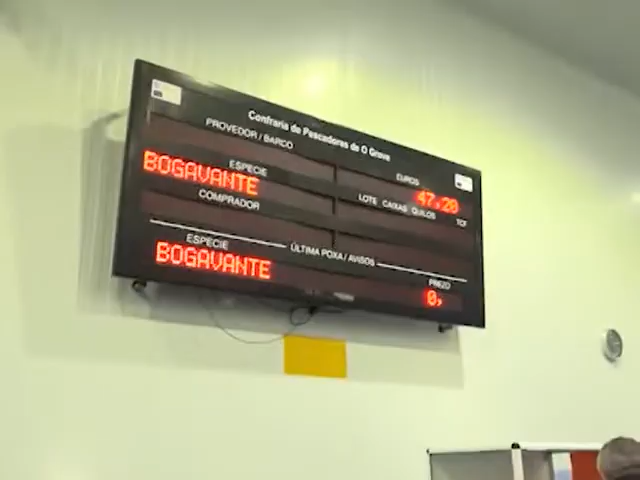 Confraría de Pescadores de O Grove
PROVEDOR / BARCO
EUROS
47,20
ESPECIE
BOGAVANTE
LOTE CAIXAS QUILOS TCF
COMPRADOR
ÚLTIMA POXA / AVISOS
ESPECIE
BOGAVANTE
PREZO
0,